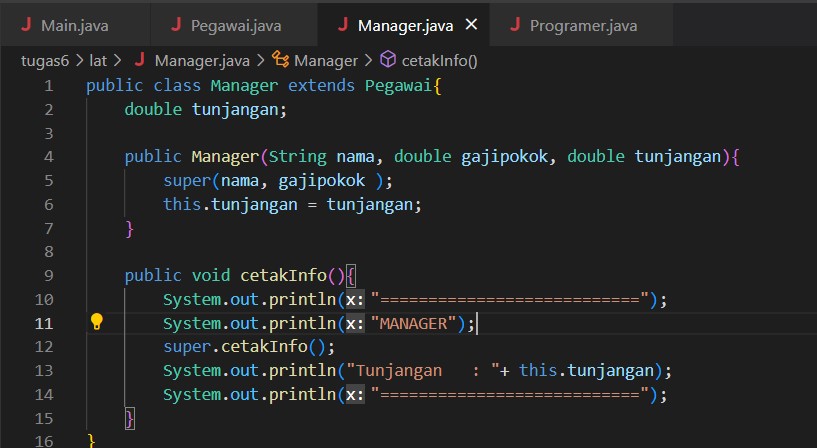 J Main.java J Pegawai.java J Manager.java × J Programer.java
tugas6 > lat > J Manager.java > Manager > cetakInfo()
1 public class Manager extends Pegawai{
2 double tunjangan;
3
4 public Manager(String nama, double gajipokok, double tunjangan){
5 super(nama, gajipokok );
6 this.tunjangan = tunjangan;
7 }
8
9 public void cetakInfo(){
10 System.out.println(x: "===========================");
11 System.out.println(x: "MANAGER");
12 super.cetakInfo();
13 System.out.println("Tunjangan   : "+ this.tunjangan);
14 System.out.println(x: "===========================");
15 }
16 }